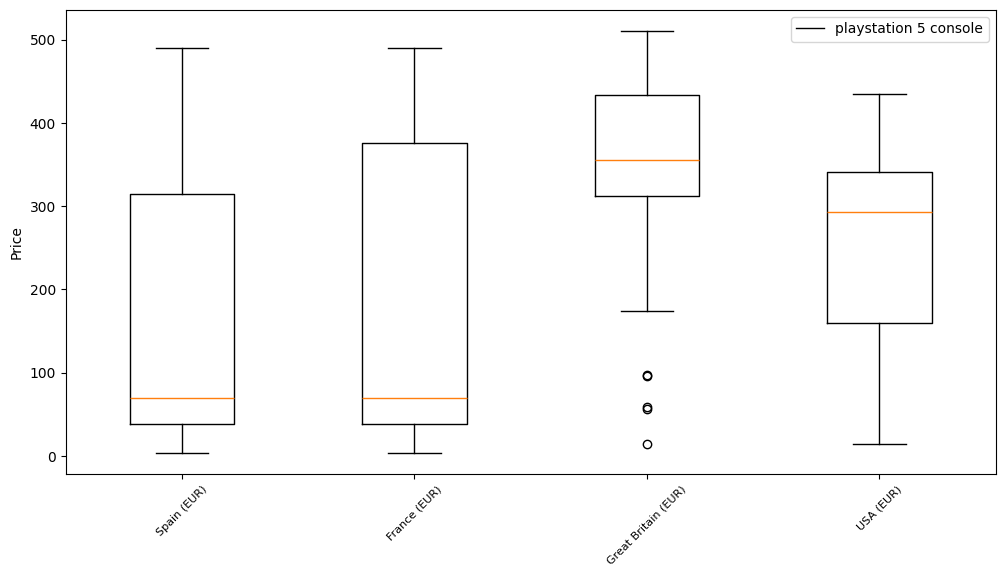 playstation 5 console
500
400
300
200
100
0
Price
Spain (EUR)
France (EUR)
Great Britain (EUR)
USA (EUR)